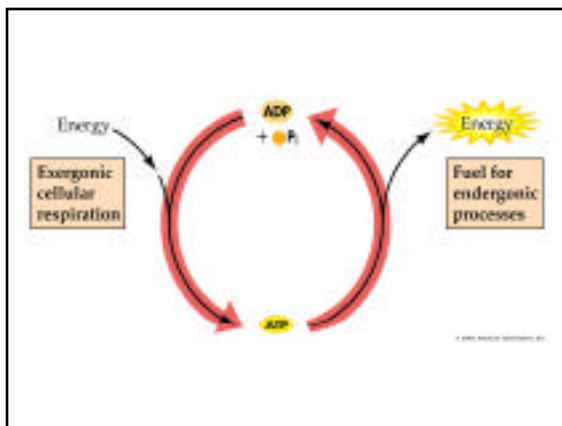 ADP
+ Pi
Energy
Energy
Exergonic
cellular
respiration
Fuel for
endergonic
processes
ATP